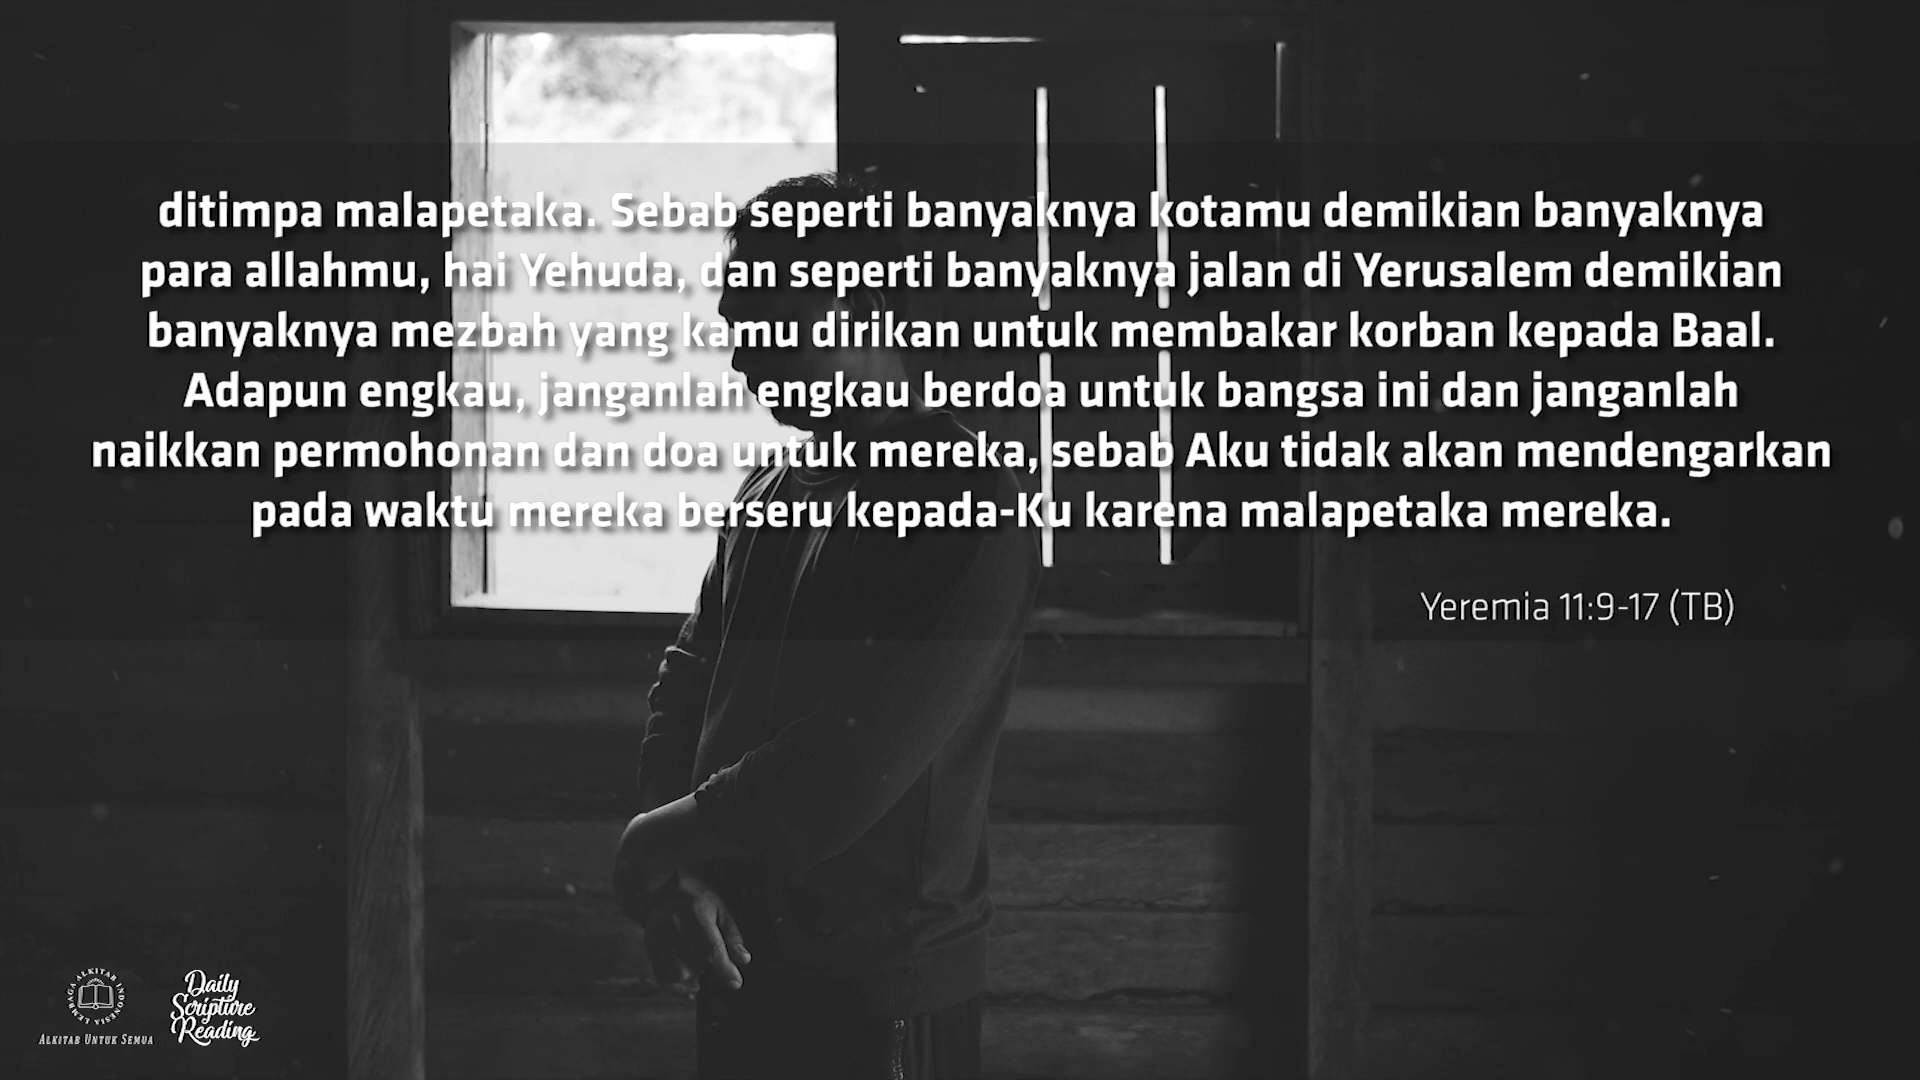 ditimpa malapetaka. Sebab seperti banyaknya kotamu demikian banyaknya
para allahmu, hai Yehuda, dan seperti banyaknya jalan di Yerusalem demikian
banyaknya mezbah yang kamu dirikan untuk membakar korban kepada Baal.
Adapun engkau, janganlah engkau berdoa untuk bangsa ini dan janganlah
naikkan permohonan dan doa untuk mereka, sebab Aku tidak akan mendengarkan
pada waktu mereka berseru kepada-Ku karena malapetaka mereka.
Yeremia 11:9-17 (TB)
LEMBAGA ALKITAB INDONESIA
ALKITAB UNTUK SEMUA
Daily
Scripture
Reading